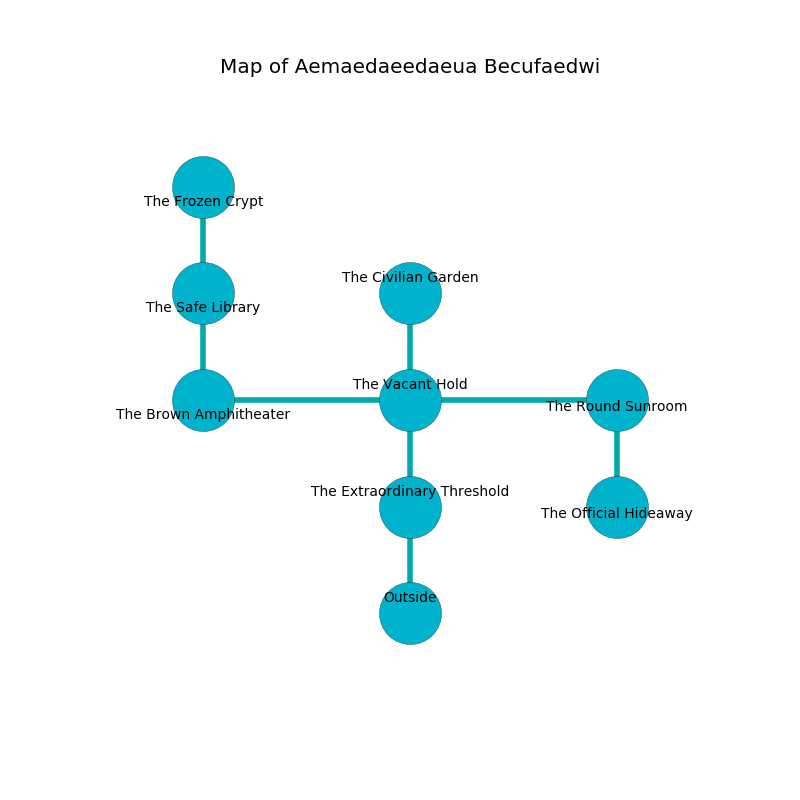 Map of Aemaedaeedaeua Becufaedwi
The Frozen Crypt
The Civilian Garden
The Safe Library
The Vacant Hold
The Round Sunroom
The Brown Amphitheater
The Extraordinary Threshold
The Official Hideaway
Outside